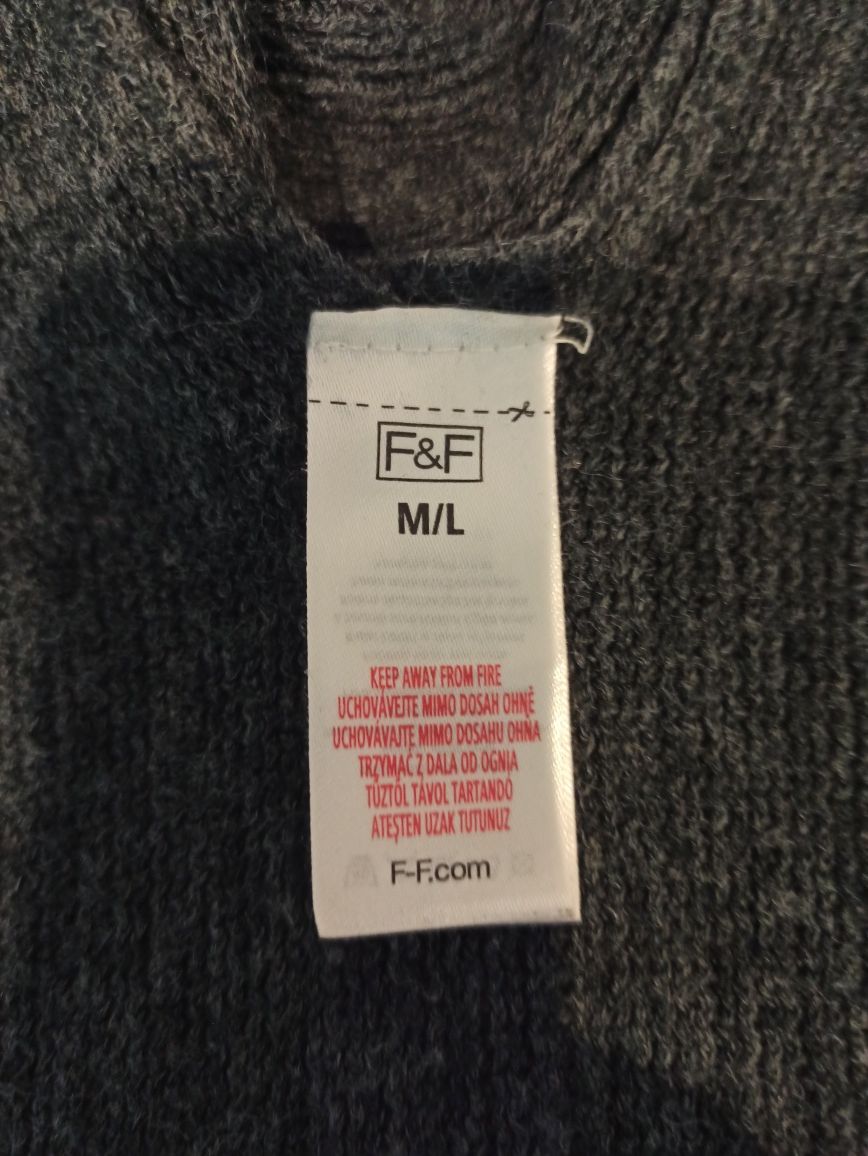 F&F
M/L
KEEP AWAY FROM FIRE
UCHOVÁVEJTE MIMO DOSAH OHNĚ
UCHOVÁVAJTE MIMO DOSAHU OHŇA
TRZYMAĆ Z DALA OD OGNIA
TŰZTŐL TÁVOL TARTANDÓ
ATEŞTEN UZAK TUTUNUZ
F-F.com